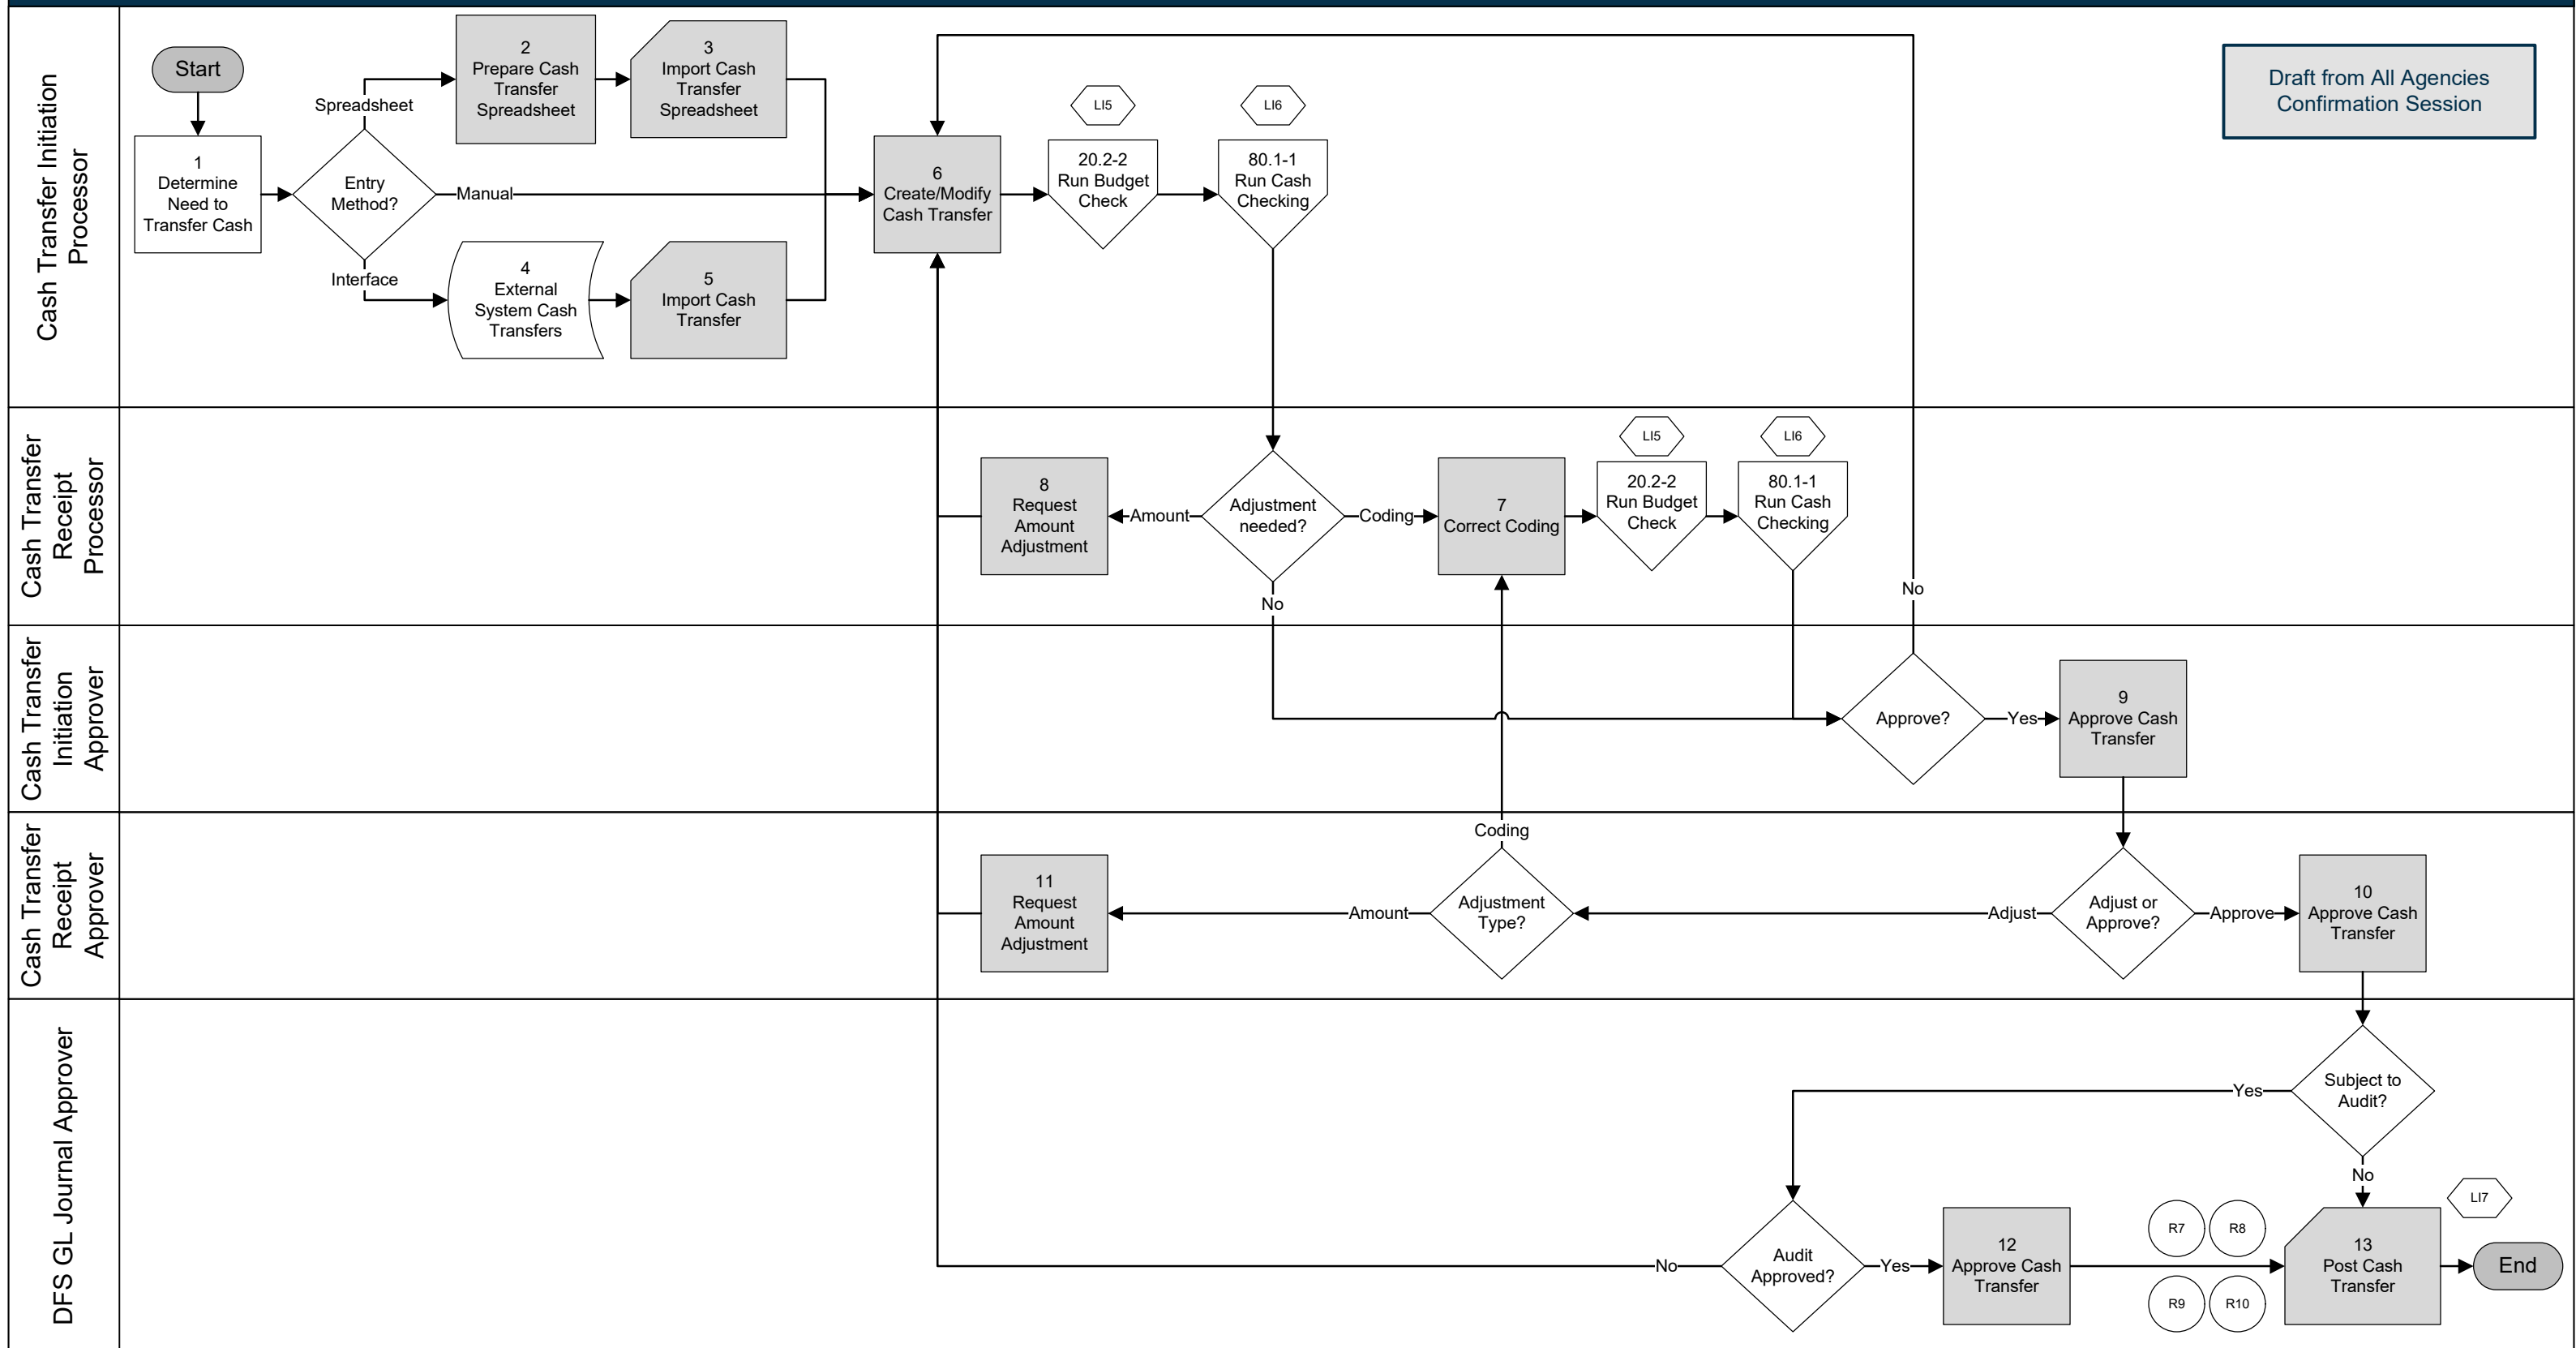 Cash Transfer Initiation
Processor
Start
1
Determine
Need to
Transfer Cash
Entry
Method?
Spreadsheet
2
Prepare Cash
Transfer
Spreadsheet
3
Import Cash
Transfer
Spreadsheet
Manual
Interface
4
External
System Cash
Transfers
5
Import Cash
Transfer
6
Create/Modify
Cash Transfer
LI5
20.2-2
Run Budget
Check
LI6
80.1-1
Run Cash
Checking
Draft from All Agencies
Confirmation Session
Cash Transfer
Receipt
Processor
8
Request
Amount
Adjustment
Amount
Adjustment
needed?
Coding
7
Correct Coding
LI5
20.2-2
Run Budget
Check
LI6
80.1-1
Run Cash
Checking
No
No
Cash Transfer
Initiation
Approver
Approve?
Yes
9
Approve Cash
Transfer
Cash Transfer
Receipt
Approver
11
Request
Amount
Adjustment
Amount
Coding
Adjustment
Type?
Adjust
Adjust or
Approve?
Approve
10
Approve Cash
Transfer
DFS GL Journal Approver
Subject to
Audit?
Yes
No
No
Audit
Approved?
Yes
12
Approve Cash
Transfer
R7
R8
R9
R10
LI7
13
Post Cash
Transfer
End